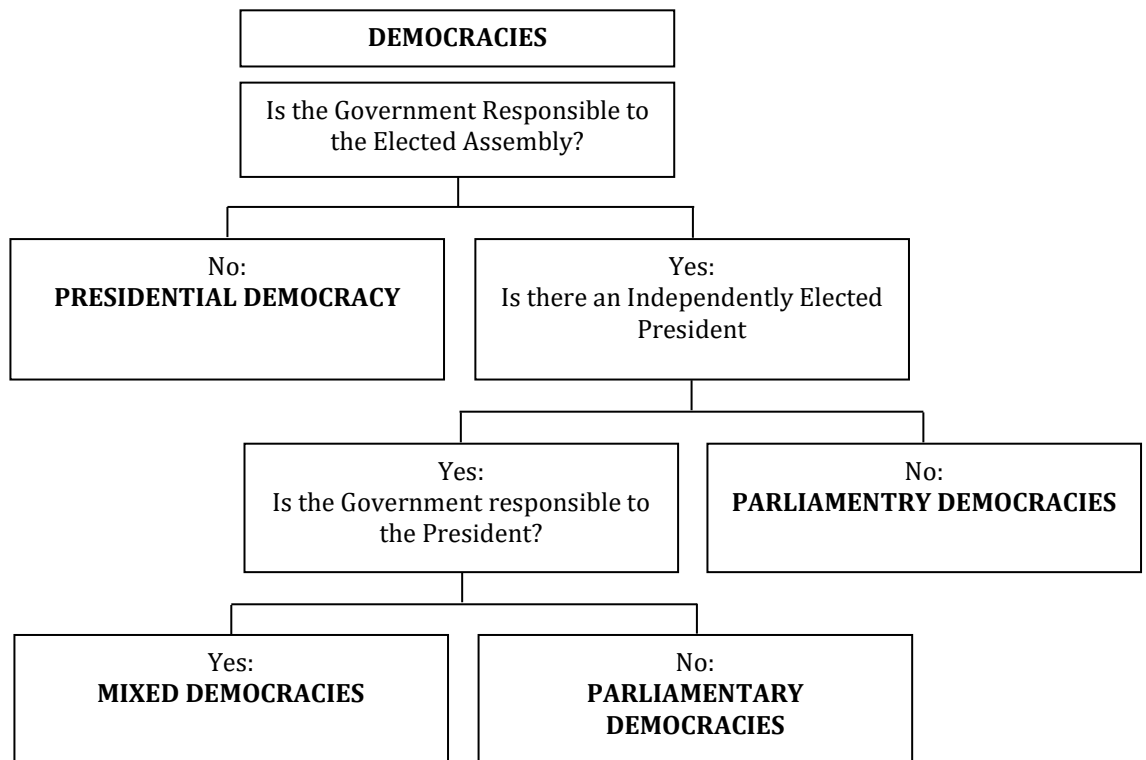 DEMOCRACIES
Is the Government Responsible to
the Elected Assembly?
No:
PRESIDENTIAL DEMOCRACY
Yes:
Is there an Independently Elected
President
Yes:
Is the Government responsible to
the President?
No:
PARLIAMENTRY DEMOCRACIES
Yes:
MIXED DEMOCRACIES
No:
PARLIAMENTARY
DEMOCRACIES